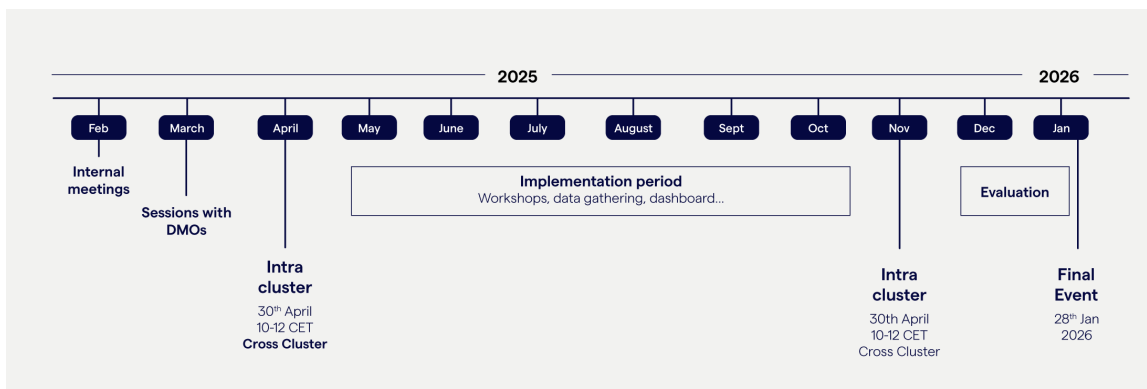 2025
2026
Feb
March
April
May
June
July
August
Sept
Oct
Nov
Dec
Jan
Internal
meetings
Sessions with
DMOs
Intra
cluster
30th April
10-12 CET
Cross Cluster
Implementation period
Workshops, data gathering, dashboard...
Intra
cluster
30th April
10-12 CET
Cross Cluster
Evaluation
Final
Event
28th Jan
2026